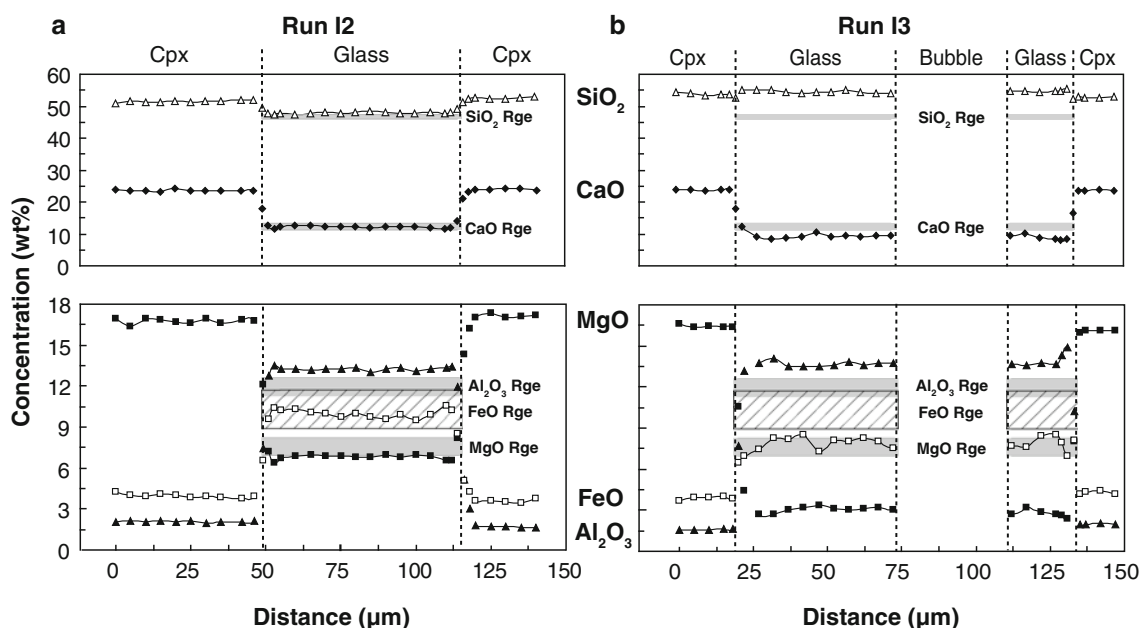 a Run I2
b Run I3
Cpx Glass Cpx
Cpx Glass Bubble Glass Cpx
60
50
40
30
20
10
0
SiO₂ Rge
CaO Rge
SiO₂
CaO
SiO₂ Rge
CaO Rge
Concentration (wt%)
18
15
12
9
6
3
0
Al₂O₃ Rge
FeO Rge
MgO Rge
MgO
FeO
Al₂O₃
Al₂O₃ Rge
FeO Rge
MgO Rge
0 25 50 75 100 125 150
0 25 50 75 100 125 150
Distance (µm)
Distance (µm)